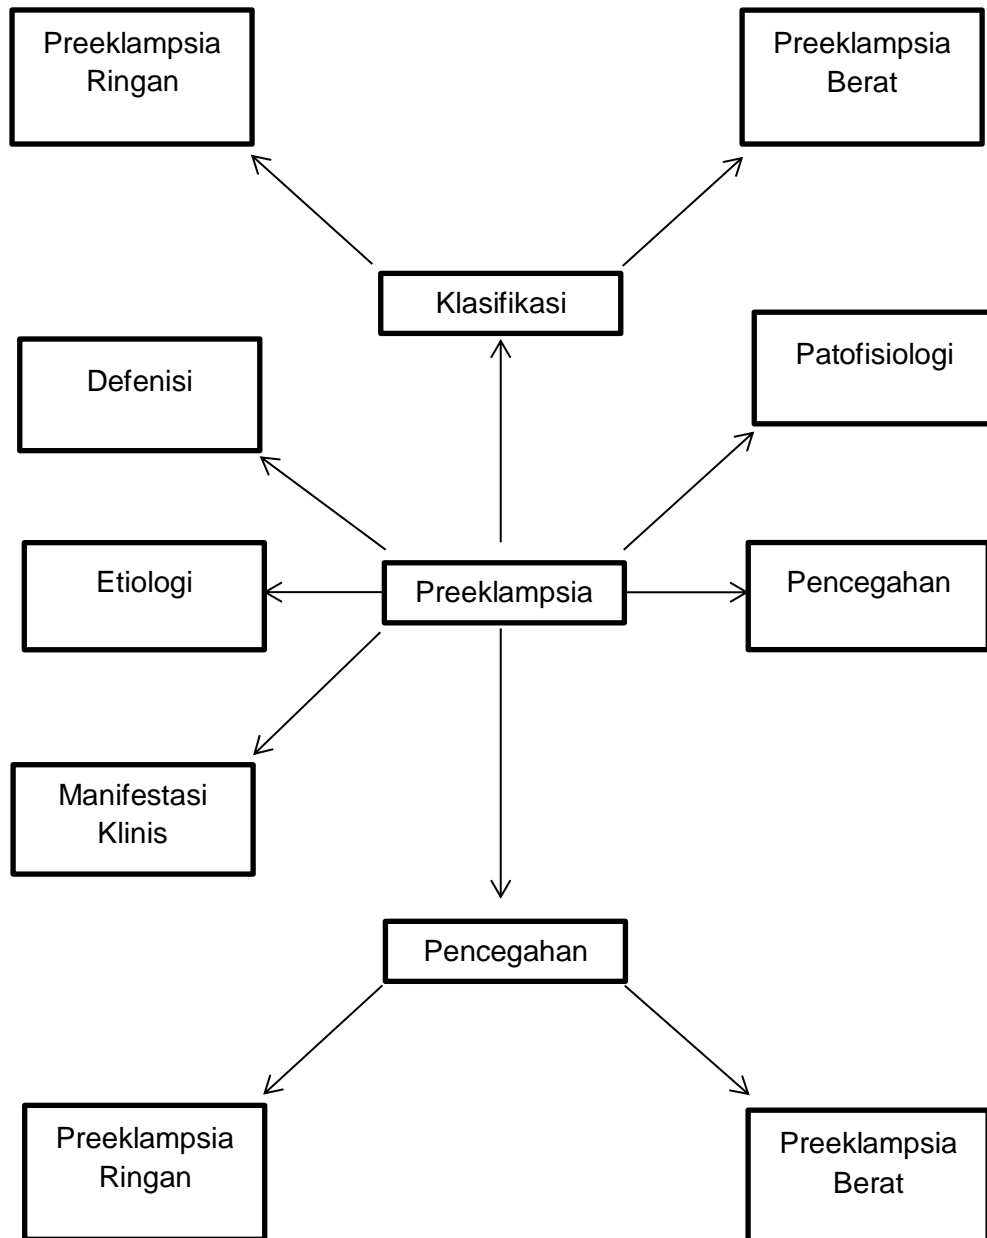 Preeklampsia
Ringan
Preeklampsia
Berat
Klasifikasi
Patofisiologi
Defenisi
Etiologi
Preeklampsia
Pencegahan
Manifestasi
Klinis
Pencegahan
Preeklampsia
Ringan
Preeklampsia
Berat